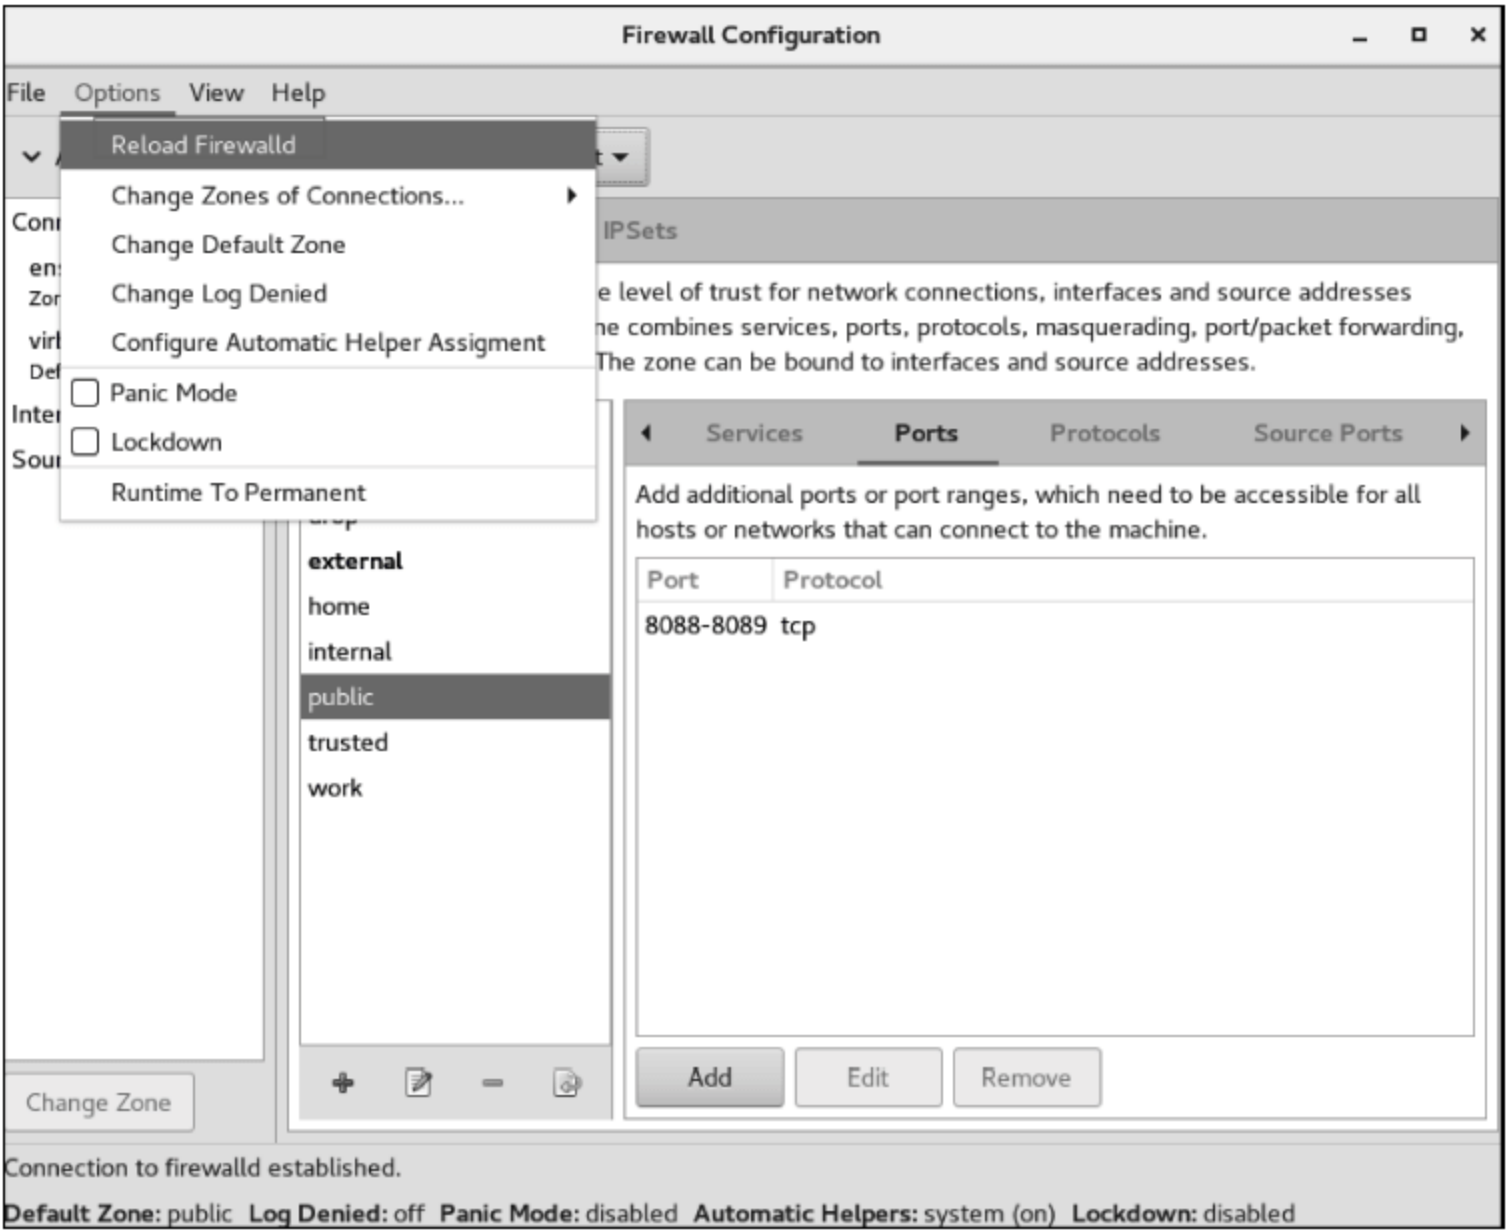 Firewall Configuration
File Options View Help
Reload Firewalld
Change Zones of Connections...
Change Default Zone
Change Log Denied
Configure Automatic Helper Assigment
Panic Mode
Lockdown
Runtime To Permanent
IPSets
e level of trust for network connections, interfaces and source addresses
ne combines services, ports, protocols, masquerading, port/packet forwarding,
The zone can be bound to interfaces and source addresses.
Services Ports Protocols Source Ports
Add additional ports or port ranges, which need to be accessible for all
hosts or networks that can connect to the machine.
Port Protocol
8088-8089 tcp
external
home
internal
public
trusted
work
Add Edit Remove
Change Zone
Connection to firewalld established.
Default Zone: public Log Denied: off Panic Mode: disabled Automatic Helpers: system (on) Lockdown: disabled